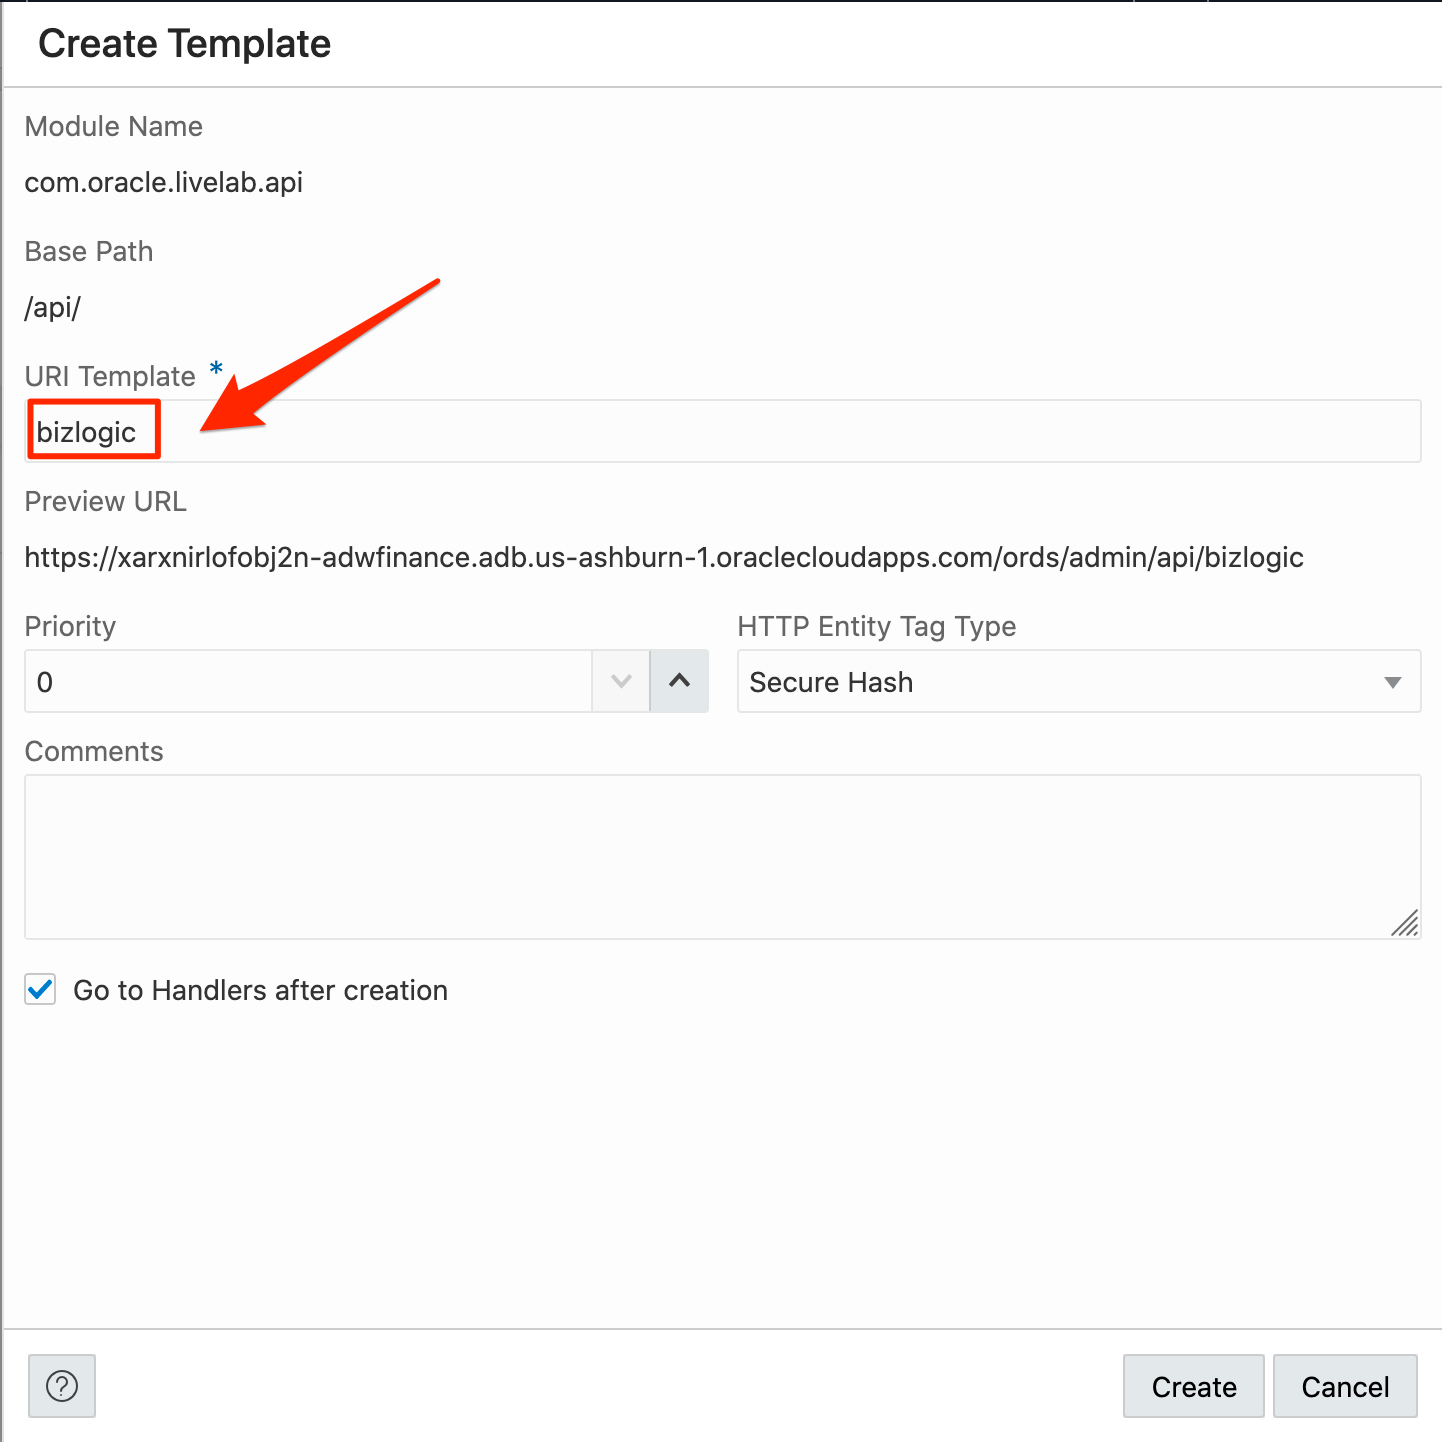 Create Template
Module Name
com.oracle.livelab.api
Base Path
/api/
URI Template *
bizlogic
Preview URL
https://xarxnirlofobj2n-adwfinance.adb.us-ashburn-1.oraclecloudapps.com/ords/admin/api/bizlogic
Priority HTTP Entity Tag Type
0 Secure Hash
Comments
Go to Handlers after creation
? Create Cancel